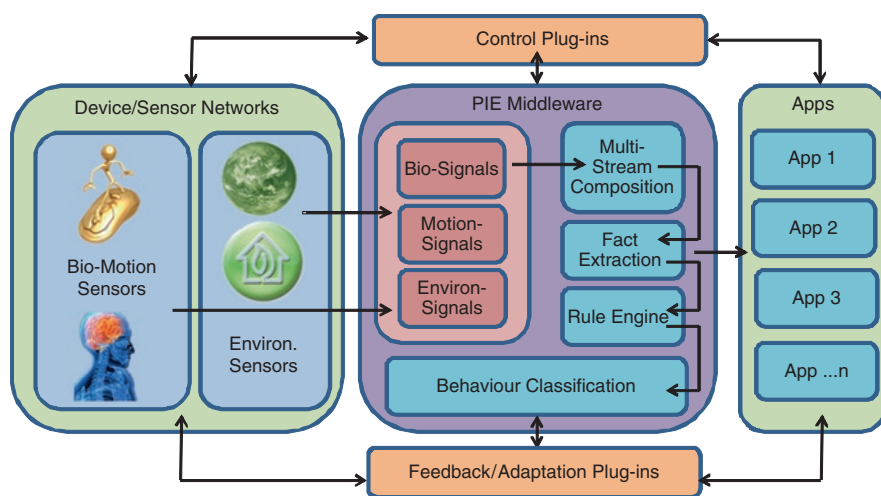 Control Plug-ins
Device/Sensor Networks
Bio-Motion
Sensors
Environ.
Sensors
PIE Middleware
Bio-Signals
Motion-
Signals
Environ-
Signals
Multi-
Stream
Composition
Fact
Extraction
Rule Engine
Behaviour Classification
Apps
App 1
App 2
App 3
App ...n
Feedback/Adaptation Plug-ins